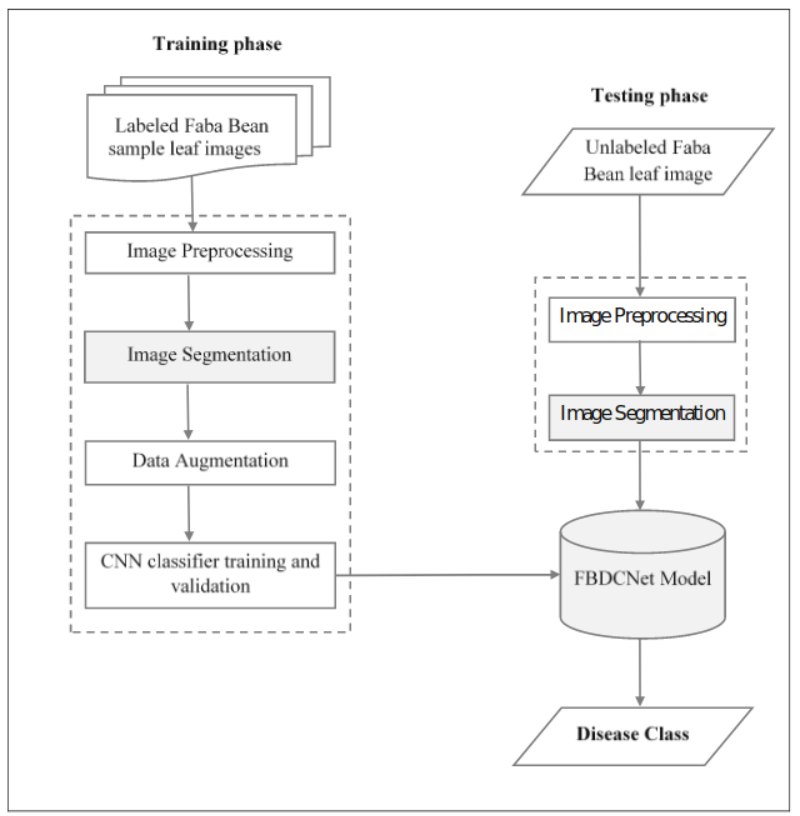 Training phase
Labeled Faba Bean
sample leaf images
Image Preprocessing
Image Segmentation
Data Augmentation
CNN classifier training and
validation
Testing phase
Unlabeled Faba
Bean leaf image
Image Preprocessing
Image Segmentation
FBDCNet Model
Disease Class